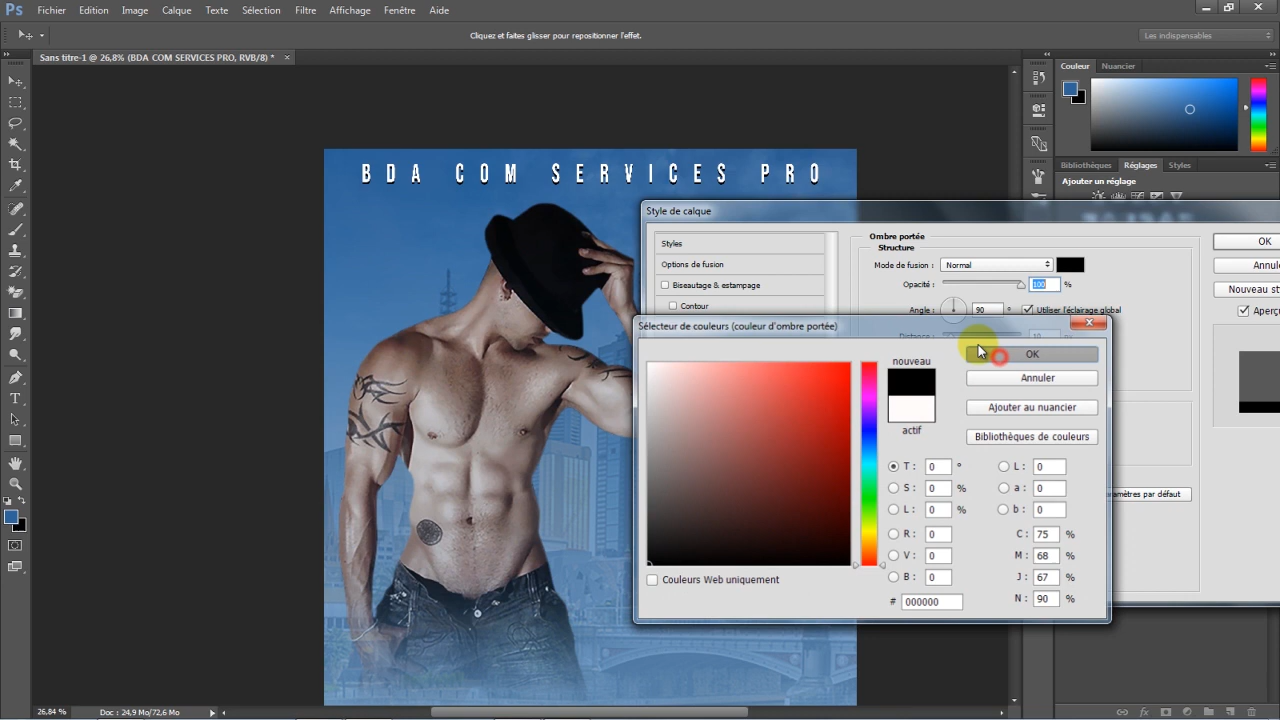 Ps Fichier Edition Image Calque Texte Sélection Filtre Affichage Fenêtre Aide
Cliquez et faites glisser pour repositionner l'effet.
Les indispensables
Sans titre-1 @ 26,8% (BDA COM SERVICES PRO, RVB/8) *
Couleur Nuancier
BDA COM SERVICES PRO
Bibliothèques Réglages Styles
Ajouter un réglage
Style de calque
Styles
Options de fusion
Biseautage & estampage
Contour
Ombre portée
Structure
Mode de fusion : Normal
Opacité : 100 %
Angle : 90 ° Utiliser l'éclairage global
Distance : 10 px
OK
Annuler
Nouveau st
Aperçu
Sélecteur de couleurs (couleur d'ombre portée)
nouveau
actif
OK
Annuler
Ajouter au nuancier
Bibliothèques de couleurs
T : 0 ° L : 0
S : 0 % a : 0
L : 0 % b : 0
R : 0 C : 75 %
V : 0 M : 68 %
B : 0 J : 67 %
# 000000 N : 90 %
Couleurs Web uniquement
amètres par défaut
26,84 % Doc : 24,9 Mo/72,6 Mo